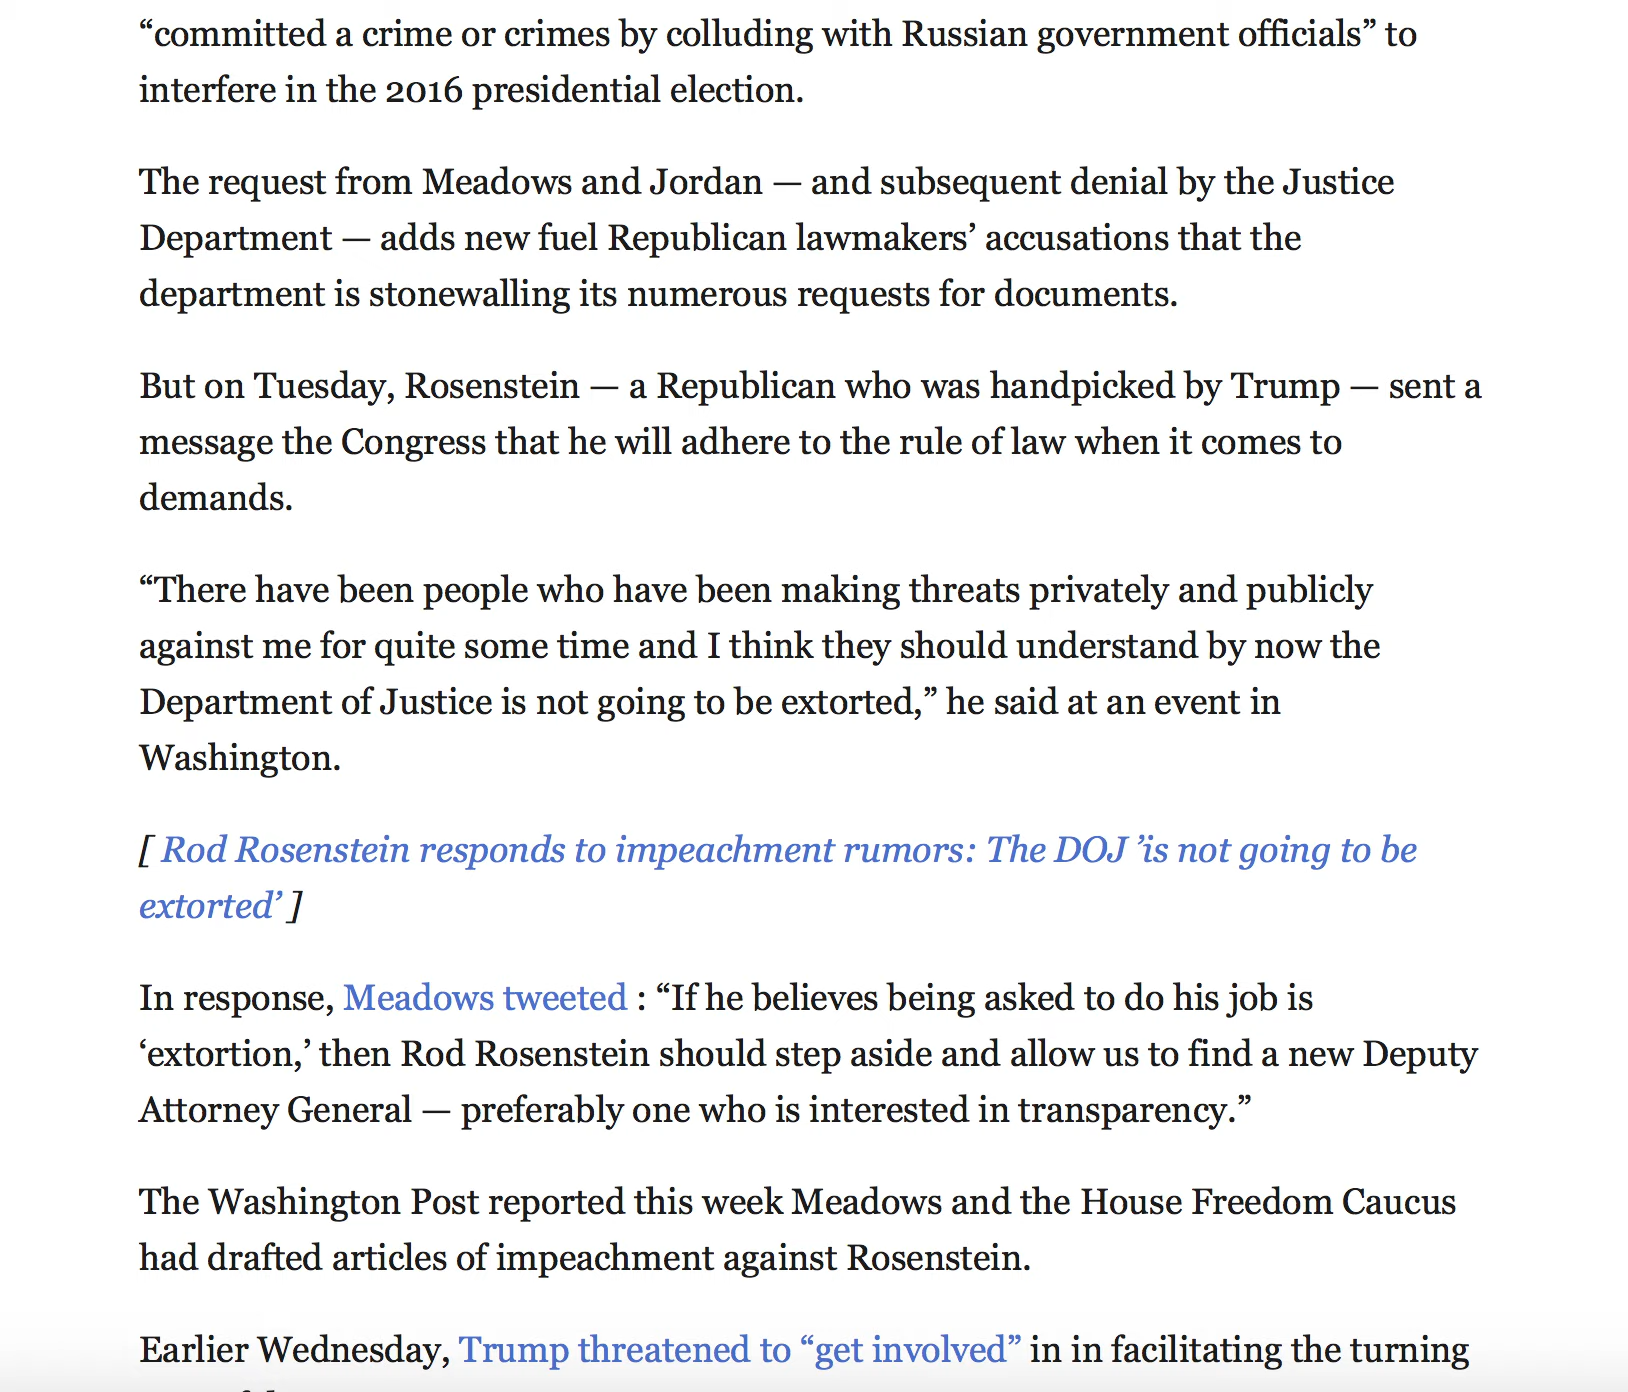 “committed a crime or crimes by colluding with Russian government officials” to
interfere in the 2016 presidential election.
The request from Meadows and Jordan — and subsequent denial by the Justice
Department — adds new fuel Republican lawmakers’ accusations that the
department is stonewalling its numerous requests for documents.
But on Tuesday, Rosenstein — a Republican who was handpicked by Trump — sent a
message the Congress that he will adhere to the rule of law when it comes to
demands.
“There have been people who have been making threats privately and publicly
against me for quite some time and I think they should understand by now the
Department of Justice is not going to be extorted,” he said at an event in
Washington.
[ Rod Rosenstein responds to impeachment rumors: The DOJ ’is not going to be
extorted’ ]
In response, Meadows tweeted : “If he believes being asked to do his job is
‘extortion,’ then Rod Rosenstein should step aside and allow us to find a new Deputy
Attorney General — preferably one who is interested in transparency.”
The Washington Post reported this week Meadows and the House Freedom Caucus
had drafted articles of impeachment against Rosenstein.
Earlier Wednesday, Trump threatened to “get involved” in in facilitating the turning